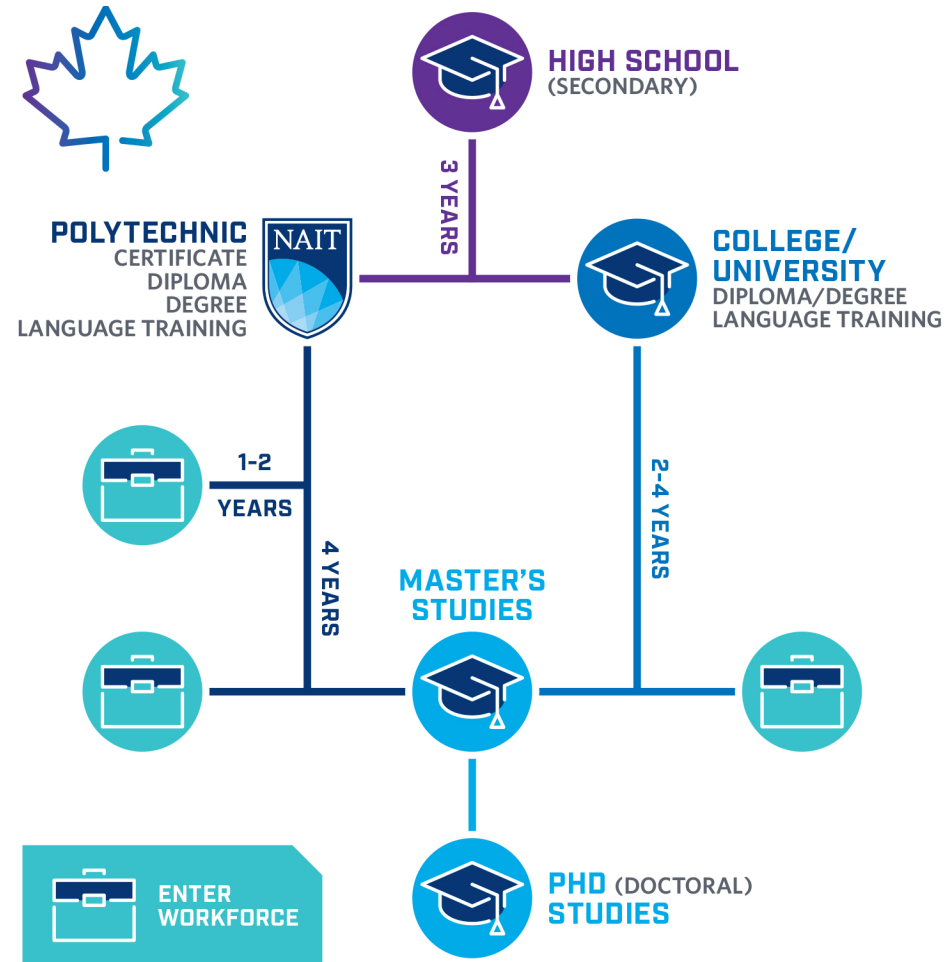 HIGH SCHOOL
(SECONDARY)
3 YEARS
POLYTECHNIC
CERTIFICATE
DIPLOMA
DEGREE
LANGUAGE TRAINING
NAIT
COLLEGE/
UNIVERSITY
DIPLOMA/DEGREE
LANGUAGE TRAINING
1-2
YEARS
4 YEARS
2-4 YEARS
MASTER'S
STUDIES
ENTER
WORKFORCE
PHD (DOCTORAL)
STUDIES